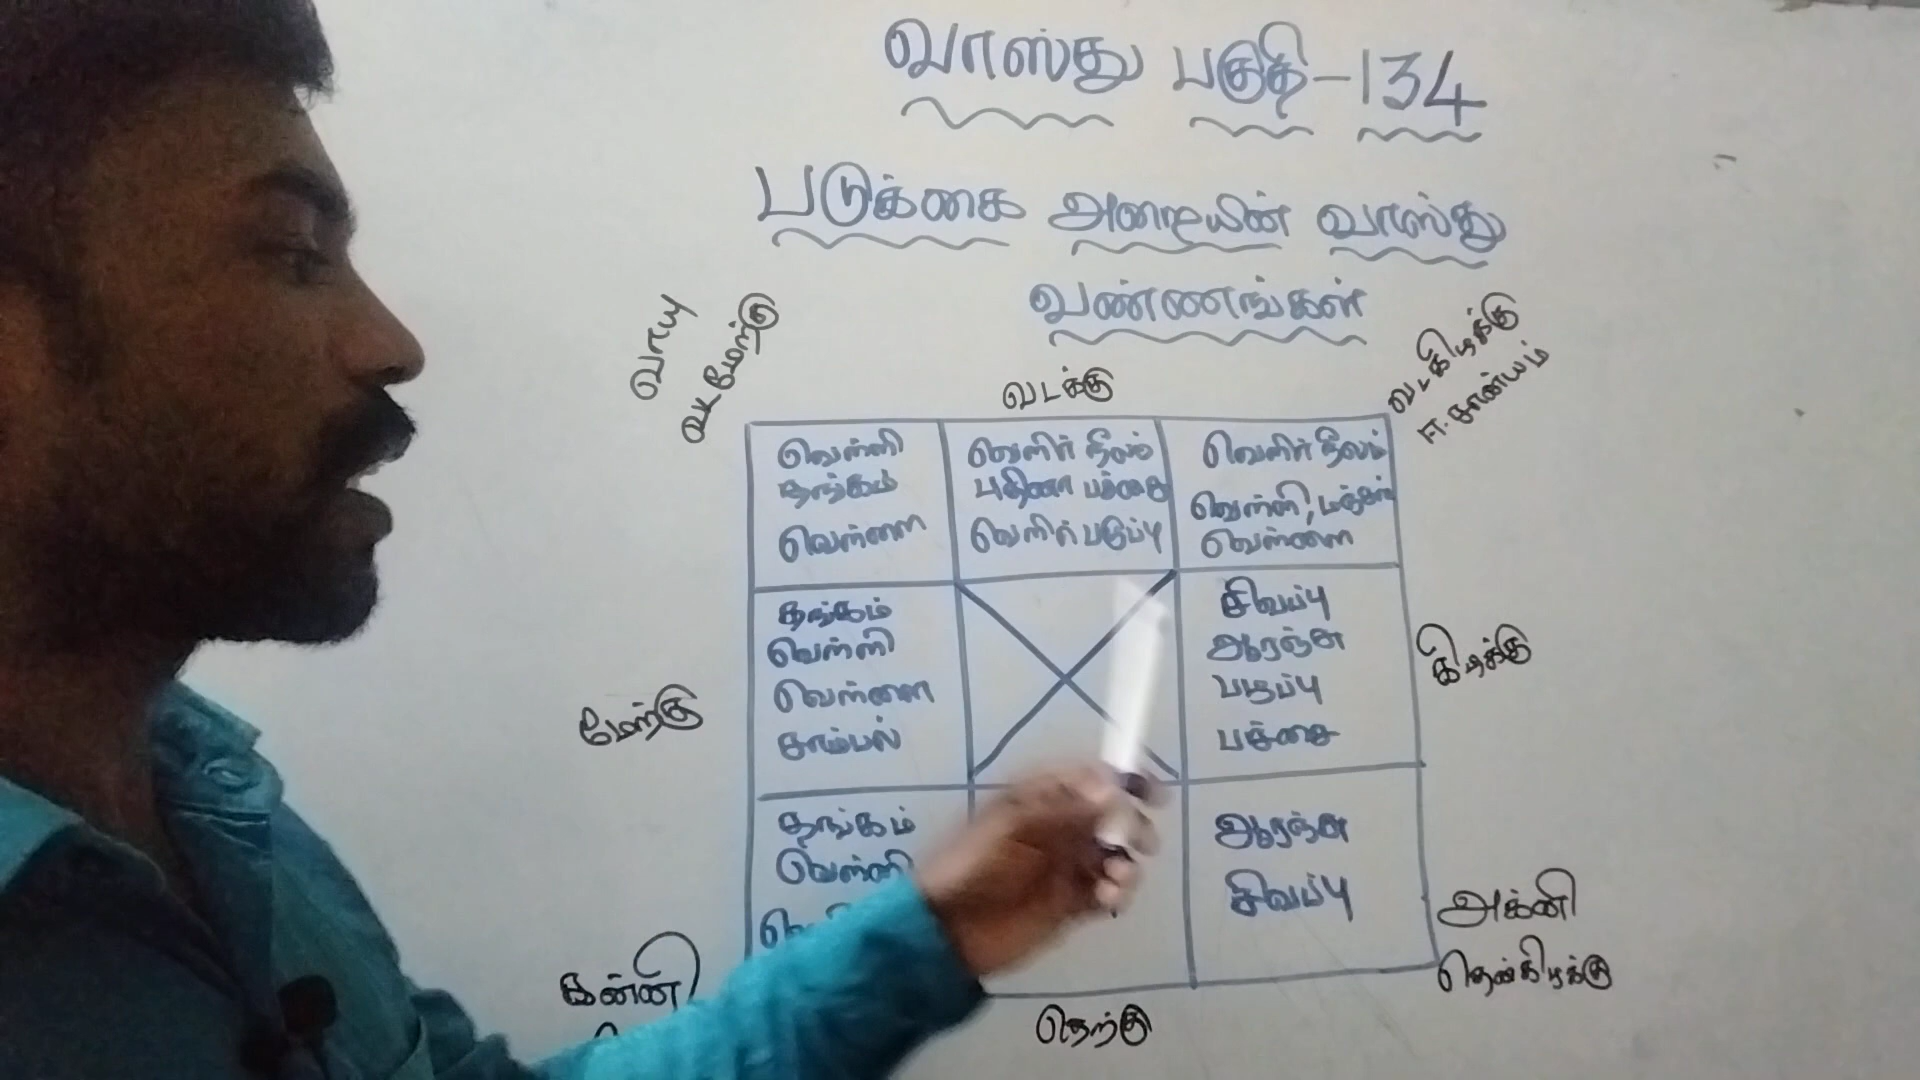 வாஸ்து பகுதி-134
படுக்கை அறையின் வாஸ்து
வண்ணங்கள்
வாயு
வடமேற்கு
வடக்கு
வடகிழக்கு
ஈசான்யம்
வெள்ளி
தங்கம்
வெள்ளை
வெளிர் நீலம்
புதினா பச்சை
வெளிர் பழுப்பு
வெளிர் நீலம்
வெள்ளி, மஞ்சள்
வெள்ளை
மேற்கு
தங்கம்
வெள்ளி
வெள்ளை
சாம்பல்
சிவப்பு
ஆரஞ்சு
பழுப்பு
பச்சை
கிழக்கு
தங்கம்
வெள்ளி
ஆரஞ்சு
சிவப்பு
கன்னி
அக்னி
தென்கிழக்கு
தெற்கு